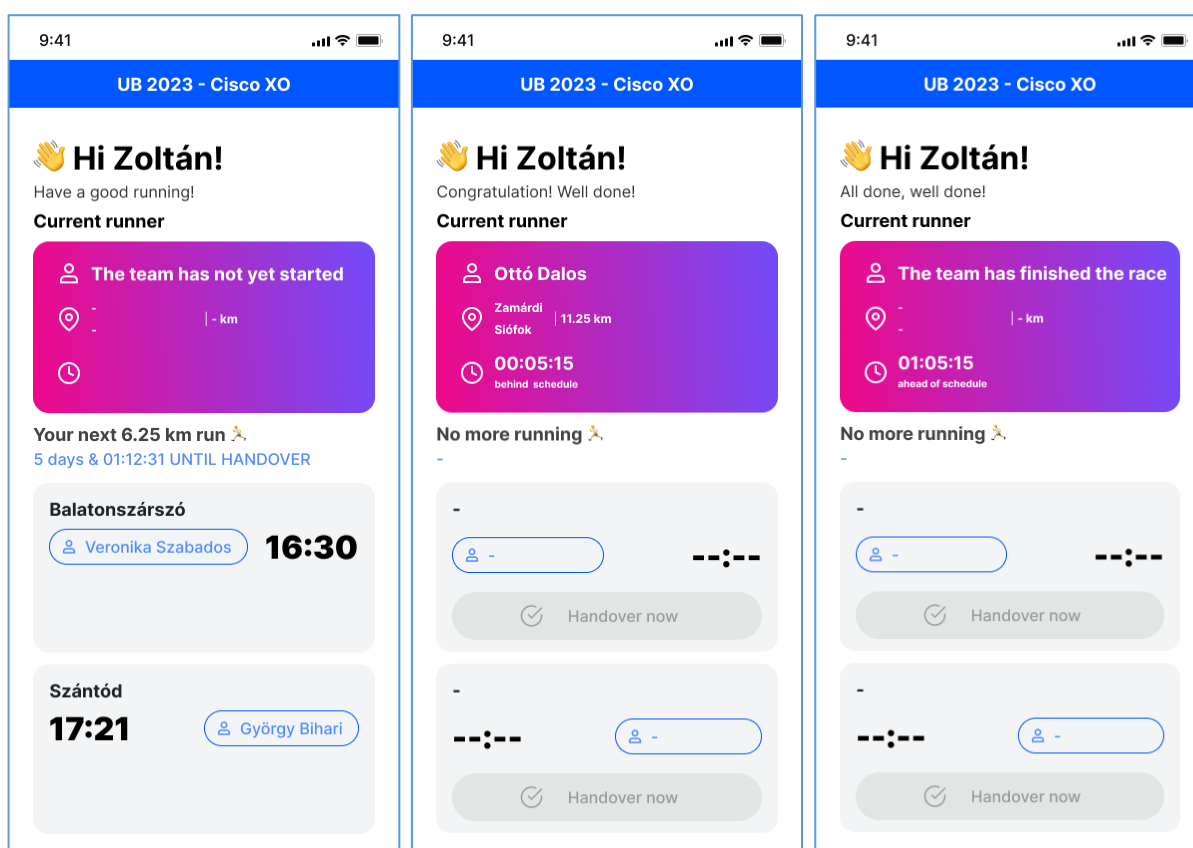 9:41
UB 2023 - Cisco XO
👋 Hi Zoltán!
Have a good running!
Current runner
The team has not yet started
-
- | - km
Your next 6.25 km run
5 days & 01:12:31 UNTIL HANDOVER
Balatonszárszó
Veronika Szabados 16:30
Szántód
17:21 György Bihari
9:41
UB 2023 - Cisco XO
👋 Hi Zoltán!
Congratulation! Well done!
Current runner
Ottó Dalos
Zamárdi
Siófok | 11.25 km
00:05:15
behind schedule
No more running
-
-
- --:--
Handover now
-
--:-- -
Handover now
9:41
UB 2023 - Cisco XO
👋 Hi Zoltán!
All done, well done!
Current runner
The team has finished the race
-
- | - km
01:05:15
ahead of schedule
No more running
-
-
- --:--
Handover now
-
--:-- -
Handover now